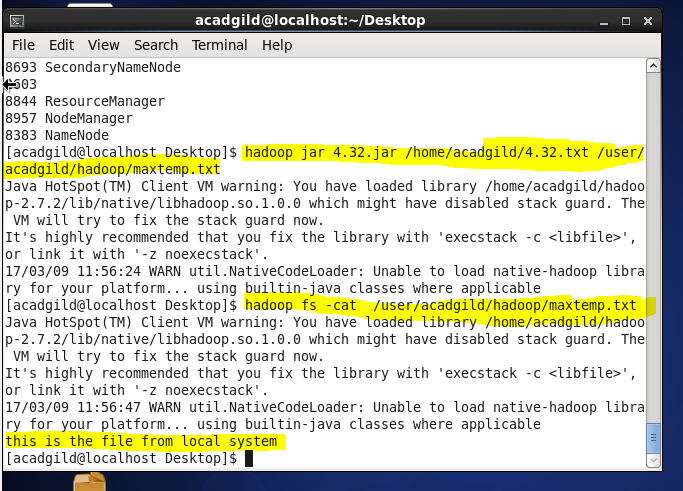 acadgild@localhost:~/Desktop
File Edit View Search Terminal Help
8693 SecondaryNameNode
603
8844 ResourceManager
8957 NodeManager
8383 NameNode
[acadgild@localhost Desktop]$ hadoop jar 4.32.jar /home/acadgild/4.32.txt /user/
acadgild/hadoop/maxtemp.txt
Java HotSpot(TM) Client VM warning: You have loaded library /home/acadgild/hadoo
p-2.7.2/lib/native/libhadoop.so.1.0.0 which might have disabled stack guard. The
 VM will try to fix the stack guard now.
It's highly recommended that you fix the library with 'execstack -c <libfile>',
or link it with '-z noexecstack'.
17/03/09 11:56:24 WARN util.NativeCodeLoader: Unable to load native-hadoop libra
ry for your platform... using builtin-java classes where applicable
[acadgild@localhost Desktop]$ hadoop fs -cat  /user/acadgild/hadoop/maxtemp.txt
Java HotSpot(TM) Client VM warning: You have loaded library /home/acadgild/hadoo
p-2.7.2/lib/native/libhadoop.so.1.0.0 which might have disabled stack guard. The
 VM will try to fix the stack guard now.
It's highly recommended that you fix the library with 'execstack -c <libfile>',
or link it with '-z noexecstack'.
17/03/09 11:56:47 WARN util.NativeCodeLoader: Unable to load native-hadoop libra
ry for your platform... using builtin-java classes where applicable
this is the file from local system
[acadgild@localhost Desktop]$